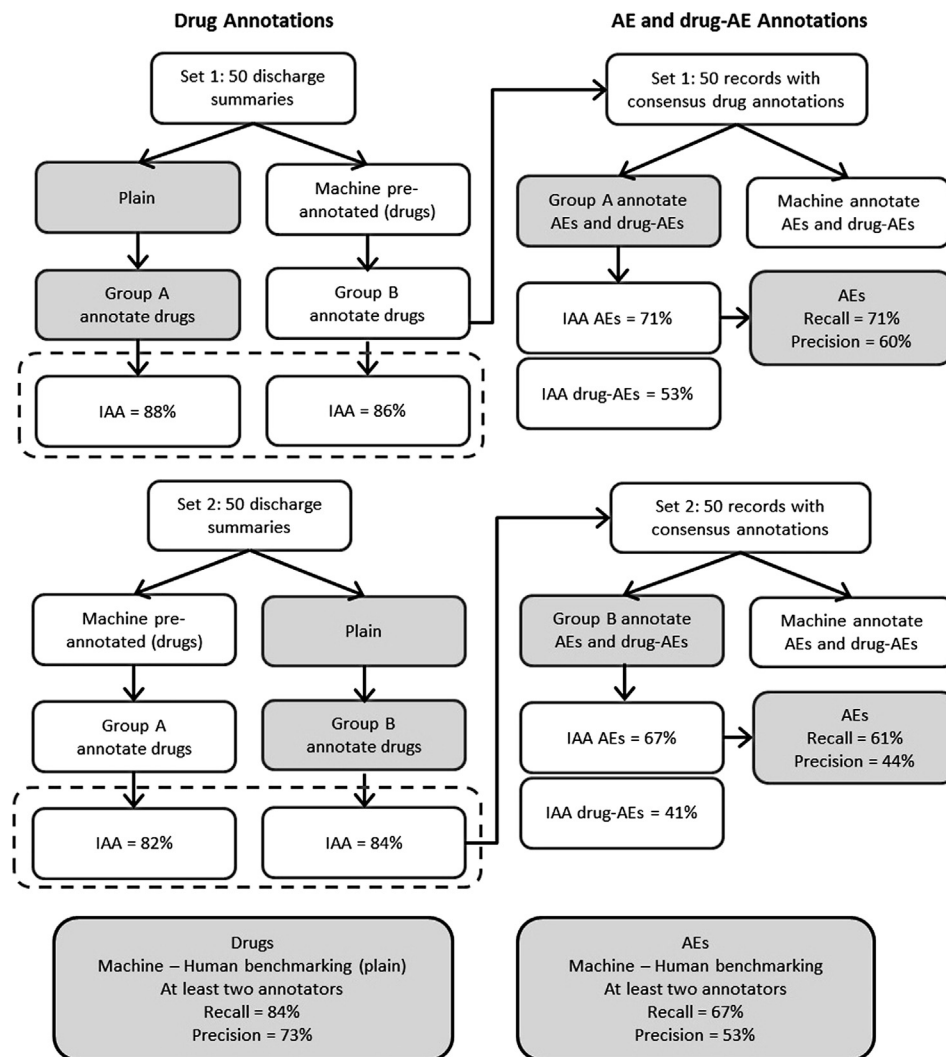 Drug Annotations
Set 1: 50 discharge
summaries
Plain
Machine pre-
annotated (drugs)
Group A
annotate drugs
Group B
annotate drugs
IAA = 88%
IAA = 86%
AE and drug-AE Annotations
Set 1: 50 records with
consensus drug annotations
Group A annotate
AEs and drug-AEs
Machine annotate
AEs and drug-AEs
IAA AEs = 71%
AEs
Recall = 71%
Precision = 60%
IAA drug-AEs = 53%
Set 2: 50 discharge
summaries
Machine pre-
annotated (drugs)
Plain
Group A
annotate drugs
Group B
annotate drugs
IAA = 82%
IAA = 84%
Set 2: 50 records with
consensus annotations
Group B annotate
AEs and drug-AEs
Machine annotate
AEs and drug-AEs
IAA AEs = 67%
AEs
Recall = 61%
Precision = 44%
IAA drug-AEs = 41%
Drugs
Machine – Human benchmarking (plain)
At least two annotators
Recall = 84%
Precision = 73%
AEs
Machine – Human benchmarking
At least two annotators
Recall = 67%
Precision = 53%